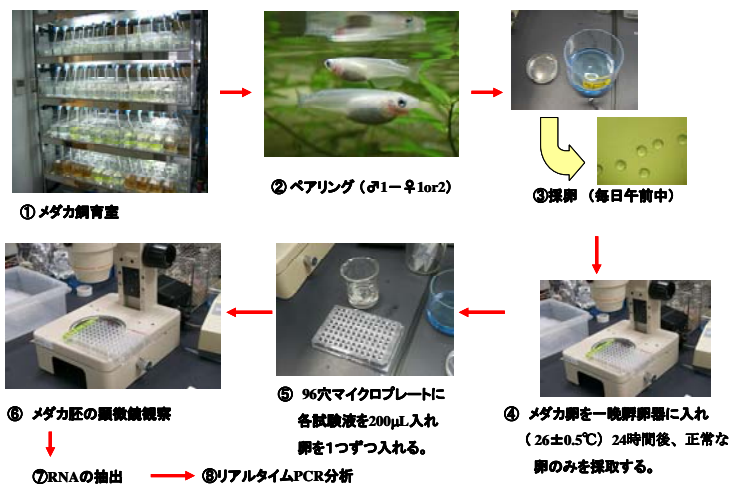 ① メダカ飼育室
② ペアリング（♂1－♀1or2）
③採卵 （毎日午前中）
④ メダカ卵を一晩孵卵器に入れ
（26±0.5℃）24時間後、正常な
卵のみを採取する。
⑤ 96穴マイクロプレートに
各試験液を200μL入れ
卵を１つずつ入れる。
⑥ メダカ胚の顕微鏡観察
⑦RNAの抽出
⑧リアルタイムPCR分析